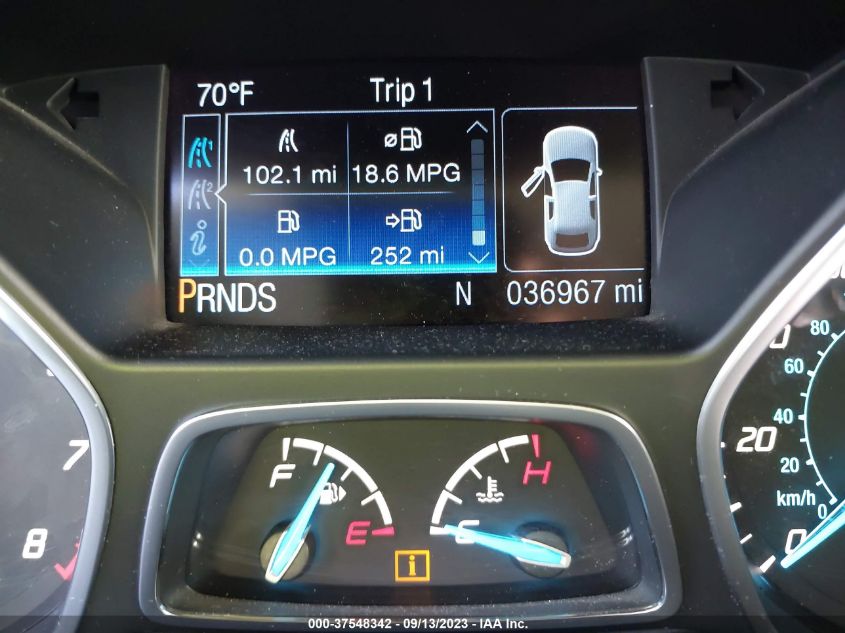 70°F Trip 1
102.1 mi 18.6 MPG
0.0 MPG 252 mi
PRNDS N 036967 mi
7
8
F
E
C
H
i
80
60
40
20
20
km/h 0
0
000-37548342 - 09/13/2023 - IAA Inc.